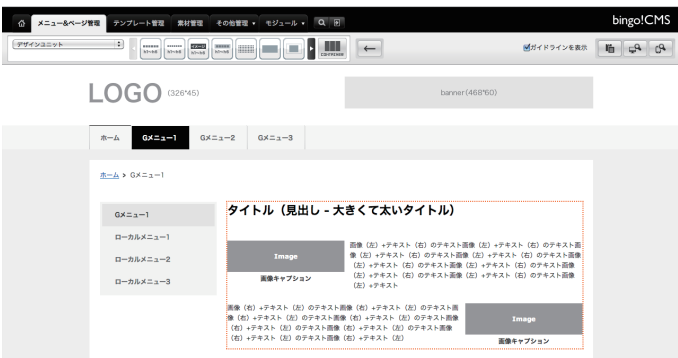 メニュー&ページ管理 テンプレート管理 素材管理 その他管理 ▾ モジュール ▾ bingo!CMS
デザインユニット ガイドラインを表示
LOGO (326*45) banner(468*60)
ホーム Gメニュー1 Gメニュー2 Gメニュー3
ホーム > Gメニュー1
タイトル（見出し - 大きくて太いタイトル）
Gメニュー1
ローカルメニュー1
ローカルメニュー2
ローカルメニュー3
Image
画像キャプション
画像（左）+テキスト（右）のテキスト画像（左）+テキスト（右）のテキスト画
像（左）+テキスト（右）のテキスト画像（左）+テキスト（右）のテキスト画像
（左）+テキスト（右）のテキスト画像（左）+テキスト（右）のテキスト画像
（左）+テキスト（右）のテキスト画像（左）+テキスト（右）のテキスト画像
（左）+テキスト
画像（右）+テキスト（左）のテキスト画像（右）+テキスト（左）のテキスト画
像（右）+テキスト（左）のテキスト画像（右）+テキスト（左）のテキスト画像
（右）+テキスト（左）のテキスト画像（右）+テキスト（左）のテキスト画像
（右）+テキスト（左）のテキスト画像（右）+テキスト（左）
Image
画像キャプション